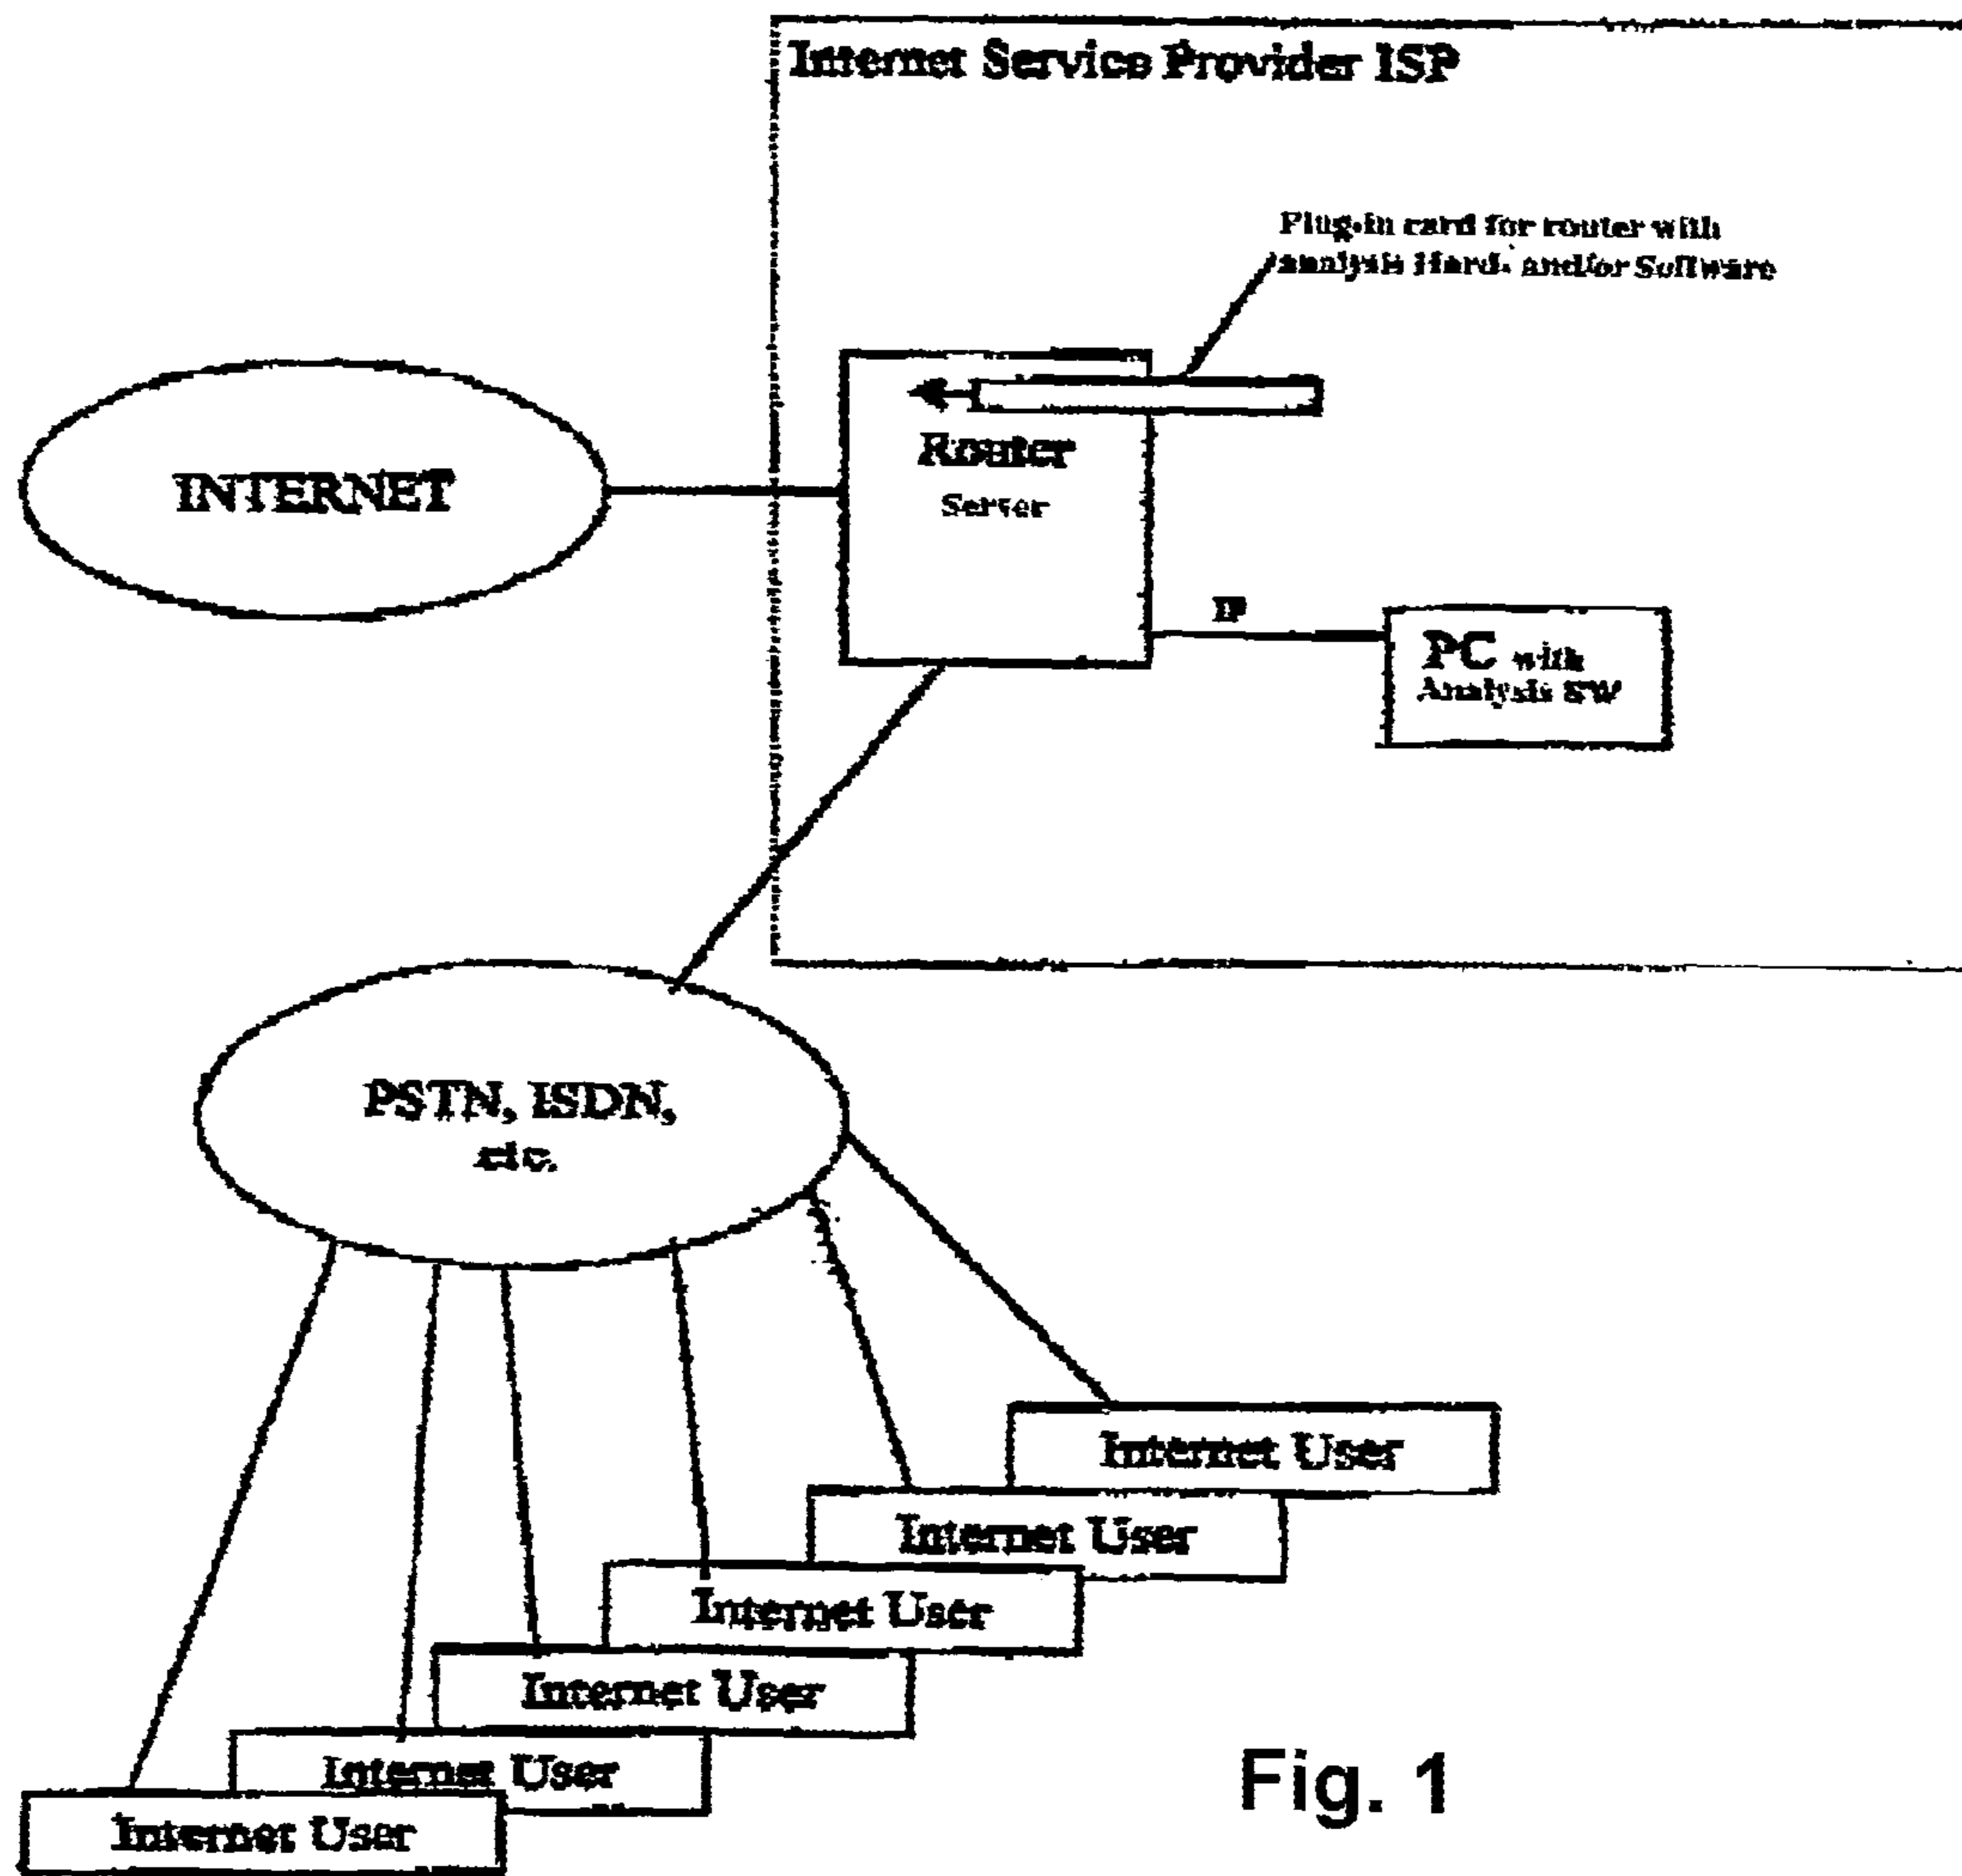 Internet Service Provider ISP
Plug-in card for router with
analysis Hard- and/or Software
INTERNET
Router
Server
IP
PC with
Analysis SW
PSTN, ISDN,
etc.
Internet User
Internet User
Internet User
Internet User
Internet User
Internet User
Fig. 1